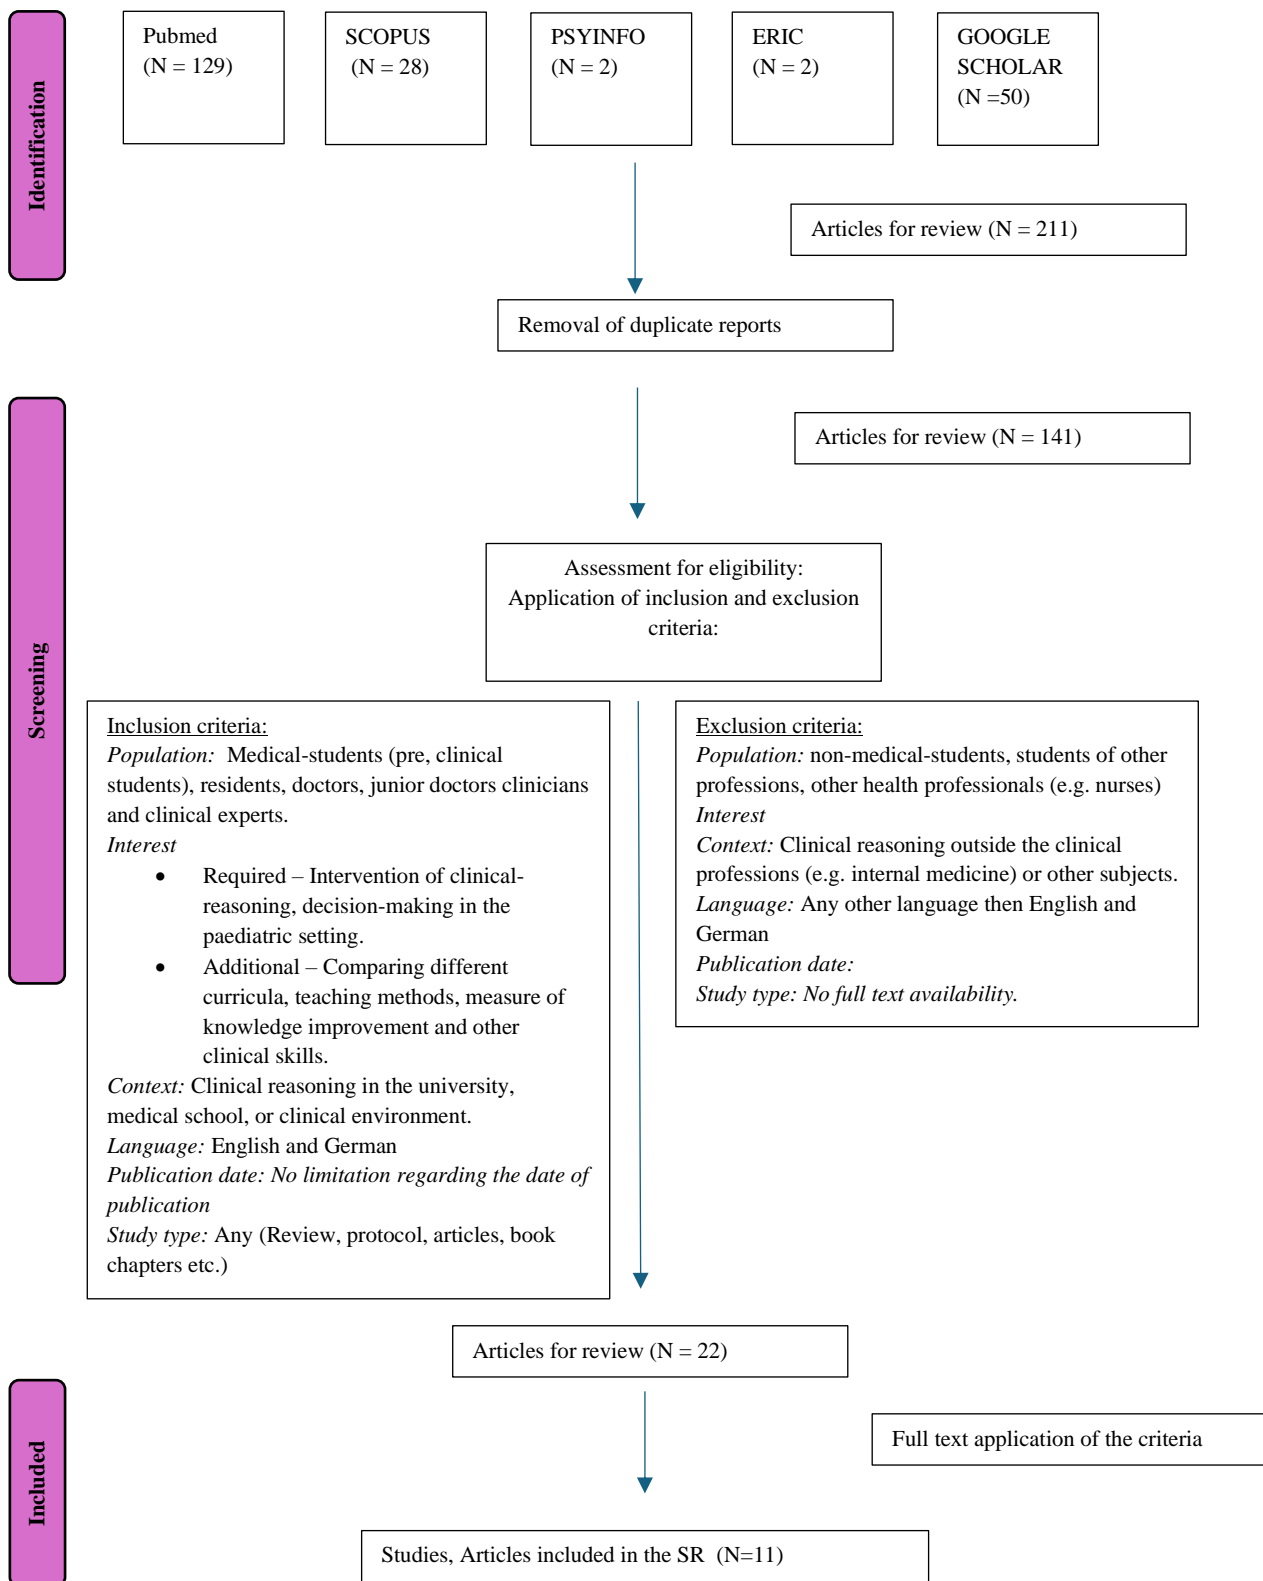 Identification
Pubmed
(N = 129)
SCOPUS
(N = 28)
PSYINFO
(N = 2)
ERIC
(N = 2)
GOOGLE
SCHOLAR
(N =50)
Articles for review (N = 211)
Removal of duplicate reports
Screening
Articles for review (N = 141)
Assessment for eligibility:
Application of inclusion and exclusion
criteria:
Inclusion criteria:
Population: Medical-students (pre, clinical
students), residents, doctors, junior doctors clinicians
and clinical experts.
Interest
• Required – Intervention of clinical-
reasoning, decision-making in the
paediatric setting.
• Additional – Comparing different
curricula, teaching methods, measure of
knowledge improvement and other
clinical skills.
Context: Clinical reasoning in the university,
medical school, or clinical environment.
Language: English and German
Publication date: No limitation regarding the date of
publication
Study type: Any (Review, protocol, articles, book
chapters etc.)
Exclusion criteria:
Population: non-medical-students, students of other
professions, other health professionals (e.g. nurses)
Interest
Context: Clinical reasoning outside the clinical
professions (e.g. internal medicine) or other subjects.
Language: Any other language then English and
German
Publication date:
Study type: No full text availability.
Articles for review (N = 22)
Included
Full text application of the criteria
Studies, Articles included in the SR (N=11)